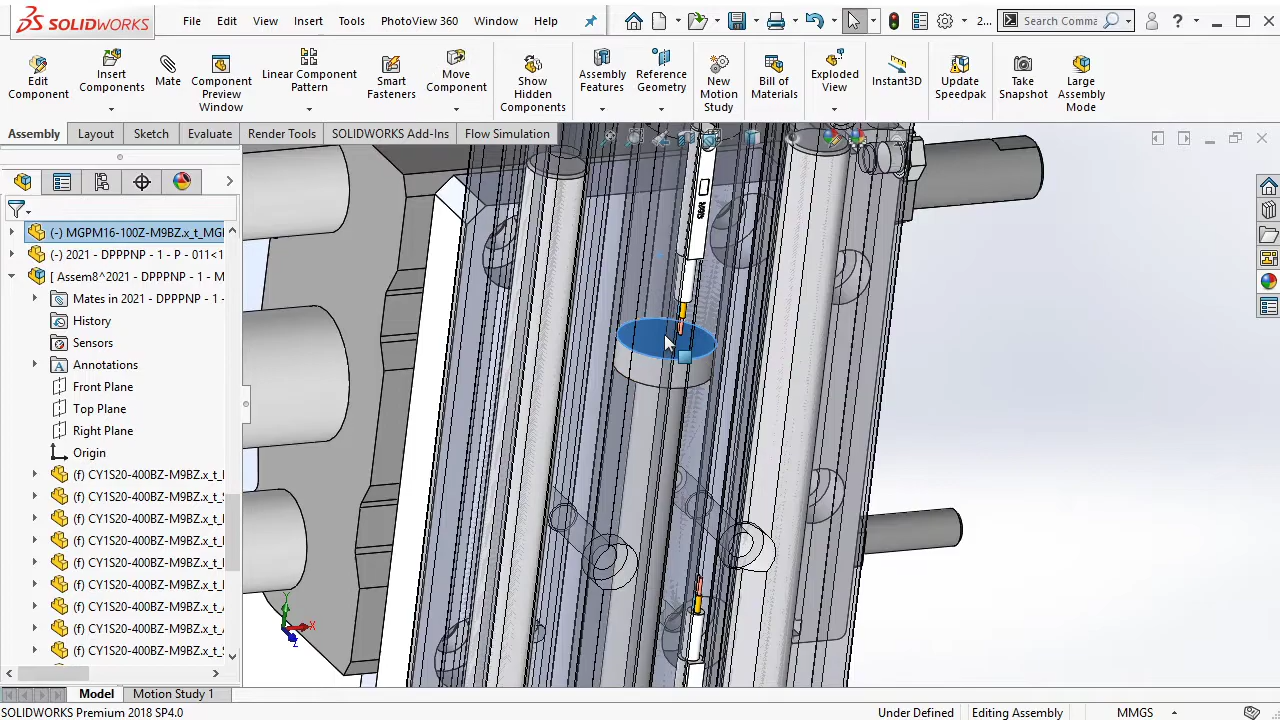 SOLIDWORKS File Edit View Insert Tools PhotoView 360 Window Help 2... Search Comma ?
Edit Component
Insert Components
Mate
Component Preview Window
Linear Component Pattern
Smart Fasteners
Move Component
Show Hidden Components
Assembly Features
Reference Geometry
New Motion Study
Bill of Materials
Exploded View
Instant3D
Update Speedpak
Take Snapshot
Large Assembly Mode
Assembly Layout Sketch Evaluate Render Tools SOLIDWORKS Add-Ins Flow Simulation
(-) MGPM16-100Z-M9BZ.x_t_MG
(-) 2021 - DPPPNP - 1 - P - 011<1
[ Assem8^2021 - DPPPNP - 1 - M
Mates in 2021 - DPPPNP - 1 -
History
Sensors
Annotations
Front Plane
Top Plane
Right Plane
Origin
(f) CY1S20-400BZ-M9BZ.x_t_
(f) CY1S20-400BZ-M9BZ.x_t_
(f) CY1S20-400BZ-M9BZ.x_t_
(f) CY1S20-400BZ-M9BZ.x_t_
(f) CY1S20-400BZ-M9BZ.x_t_
(f) CY1S20-400BZ-M9BZ.x_t_
(f) CY1S20-400BZ-M9BZ.x_t_
(f) CY1S20-400BZ-M9BZ.x_t_
(f) CY1S20-400BZ-M9BZ.x_t_
Y
X
Z
Model Motion Study 1
SOLIDWORKS Premium 2018 SP4.0 Under Defined Editing Assembly MMGS